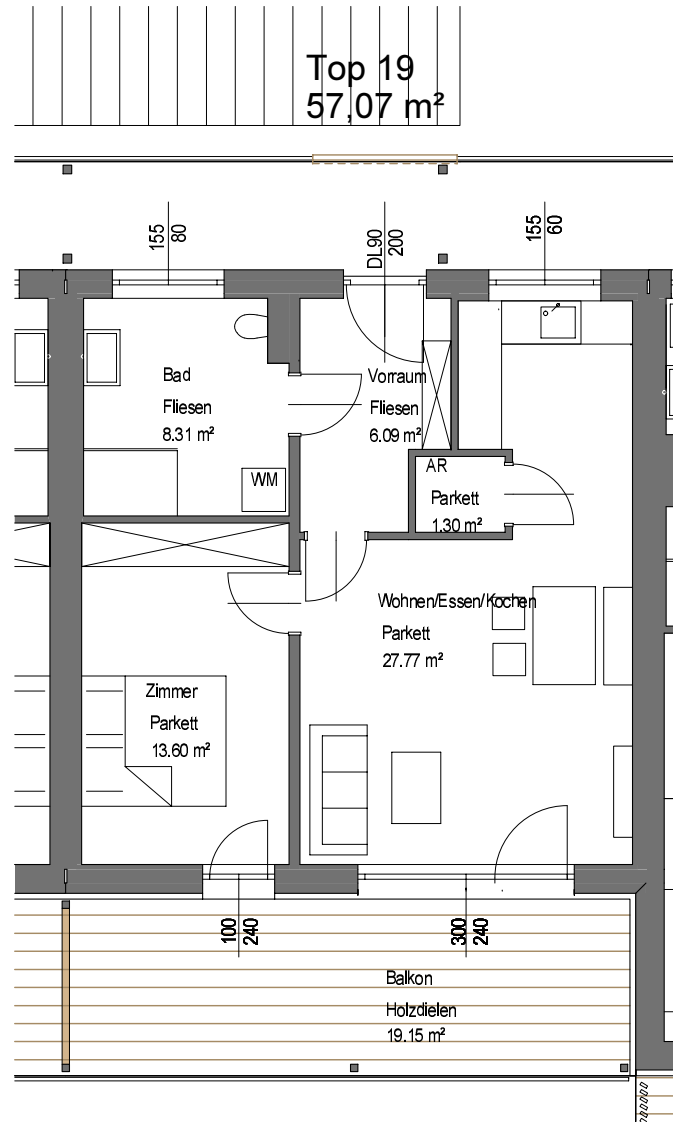 Top 19
57,07 m²
155
80
DL90
200
155
60
Bad
Fliesen
8.31 m²
Vorraum
Fliesen
6.09 m²
WM
AR
Parkett
1.30 m²
Wohnen/Essen/Kochen
Parkett
27.77 m²
Zimmer
Parkett
13.60 m²
100
240
300
240
Balkon
Holzdielen
19.15 m²